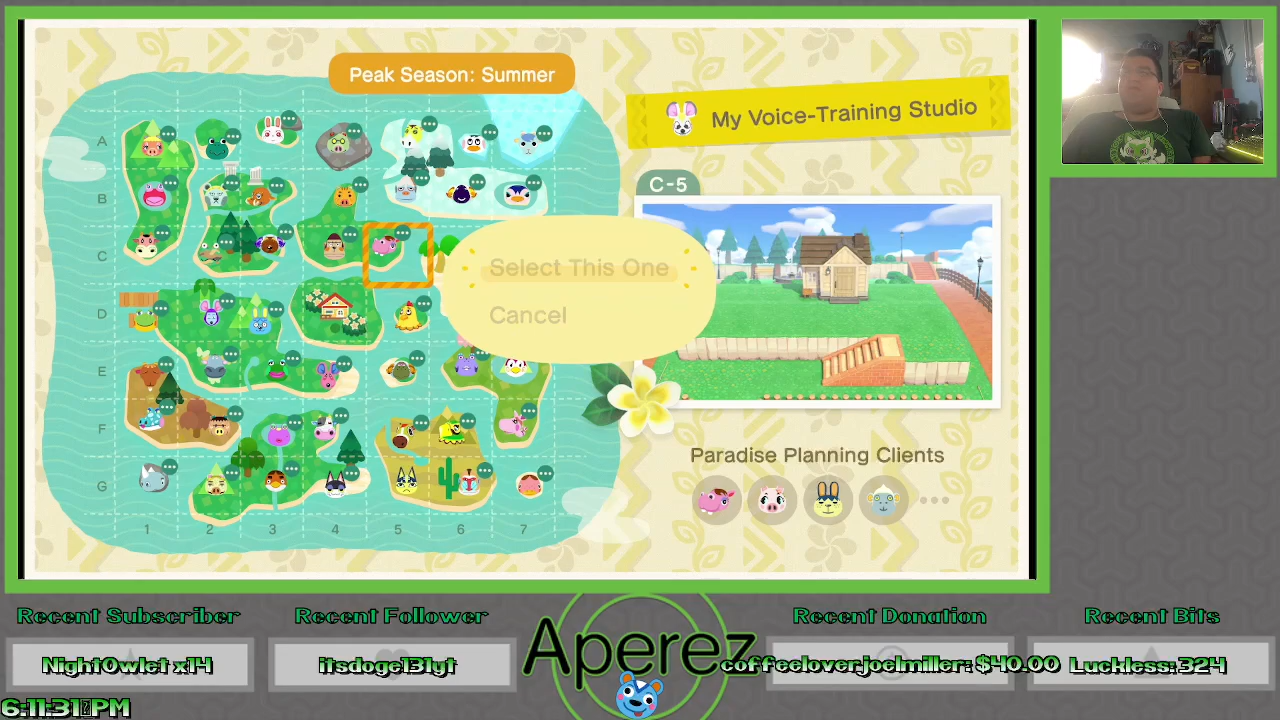 Peak Season: Summer
My Voice-Training Studio
C-5
A
B
C
D
E
F
G
1 2 3 4 5 6 7
Select This One
Cancel
Paradise Planning Clients
Recent Subscriber
NightOwlet x14
Recent Follower
itsdoge131yt
Aperez
Recent Donation
coffeeloverjoelmiller: $40.00
Recent Bits
Luckless: 324
6:11:31 PM